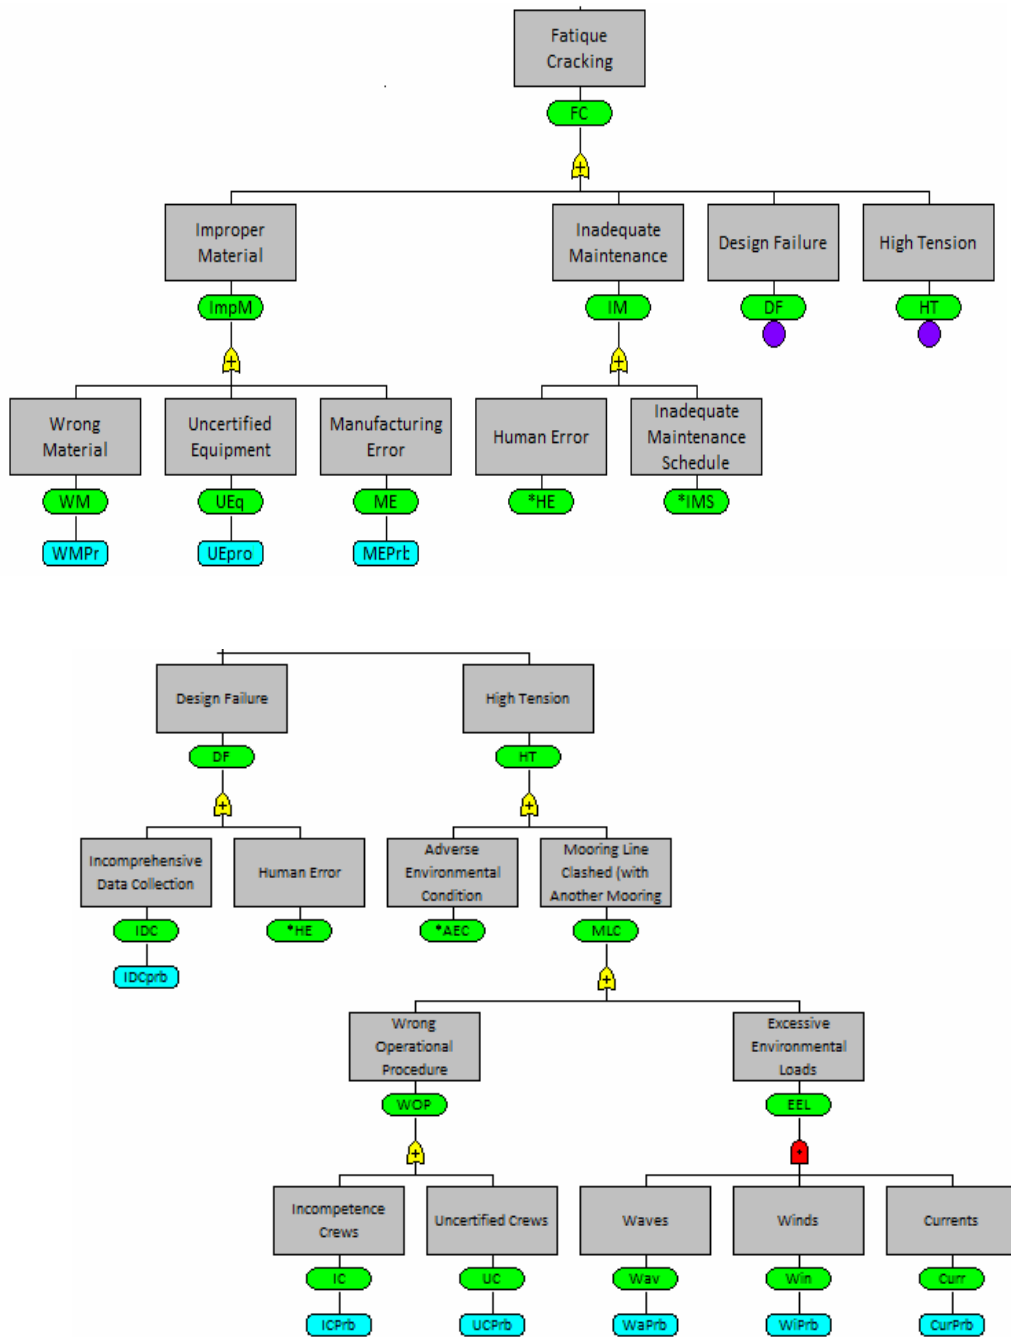 Fatique
Cracking
FC
+
Improper
Material
Inadequate
Maintenance
Design Failure
High Tension
ImpM
IM
DF
HT
+
+
Wrong
Material
Uncertified
Equipment
Manufacturing
Error
Human Error
Inadequate
Maintenance
Schedule
WM
UEq
ME
*HE
*IMS
WMPr
UEpro
MEPrb
Design Failure
High Tension
DF
HT
+
+
Incomprehensive
Data Collection
Human Error
Adverse
Environmental
Condition
Mooring Line
Clashed (with
Another Mooring
IDC
*HE
*AEC
MLC
IDCprb
+
Wrong
Operational
Procedure
Excessive
Environmental
Loads
WOP
EEL
+
Incompetence
Crews
Uncertified Crews
Waves
Winds
Currents
IC
UC
Wav
Win
Curr
ICPrb
UCPrb
WaPrb
WiPrb
CurPrb